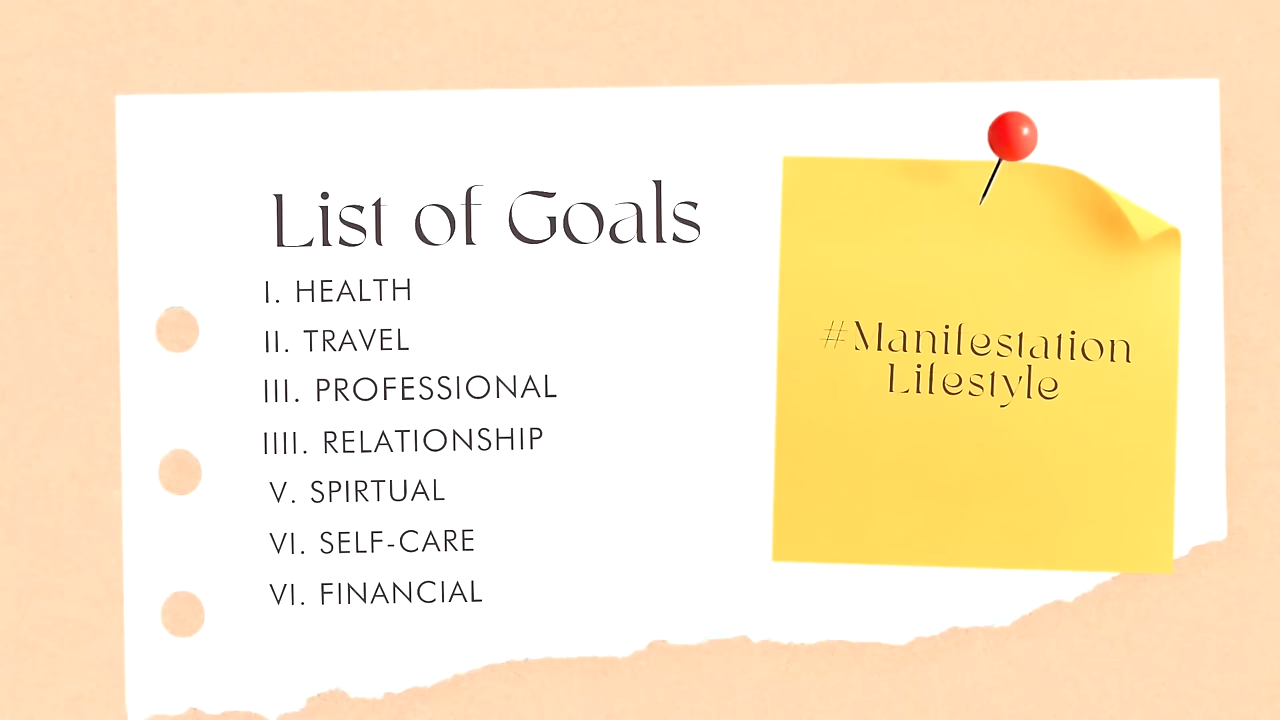 List of Goals
I. HEALTH
II. TRAVEL
III. PROFESSIONAL
IIII. RELATIONSHIP
V. SPIRTUAL
VI. SELF-CARE
VI. FINANCIAL
#Manifestation
Lifestyle